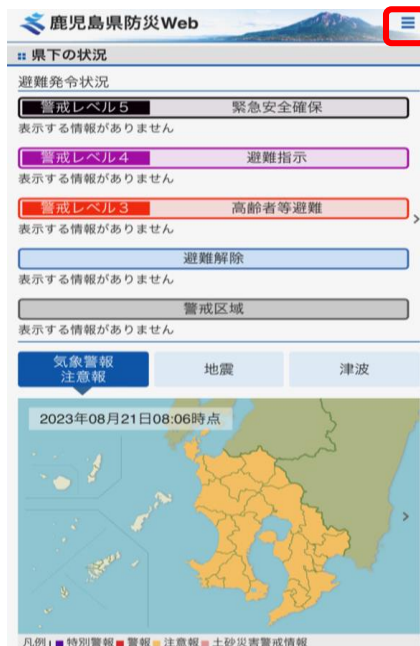 鹿児島県防災Web
県下の状況
避難発令状況
警戒レベル5 緊急安全確保
表示する情報がありません
警戒レベル4 避難指示
表示する情報がありません
警戒レベル3 高齢者等避難
表示する情報がありません
避難解除
表示する情報がありません
警戒区域
表示する情報がありません
気象警報
注意報
地震
津波
2023年08月21日08:06時点
凡例 特別警報 警報 注意報 土砂災害警戒情報